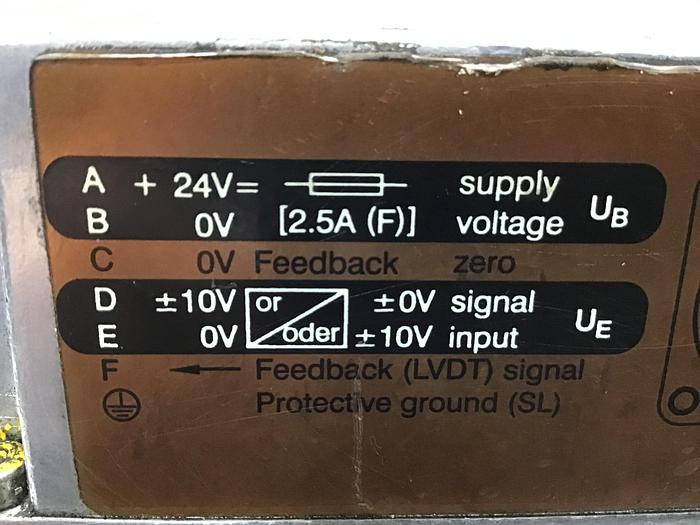 A + 24V= supply
B 0V [2.5A (F)] voltage UB
C 0V Feedback zero
D ±10V or ±0V signal
E 0V oder ±10V input UE
F Feedback (LVDT) signal
Protective ground (SL)